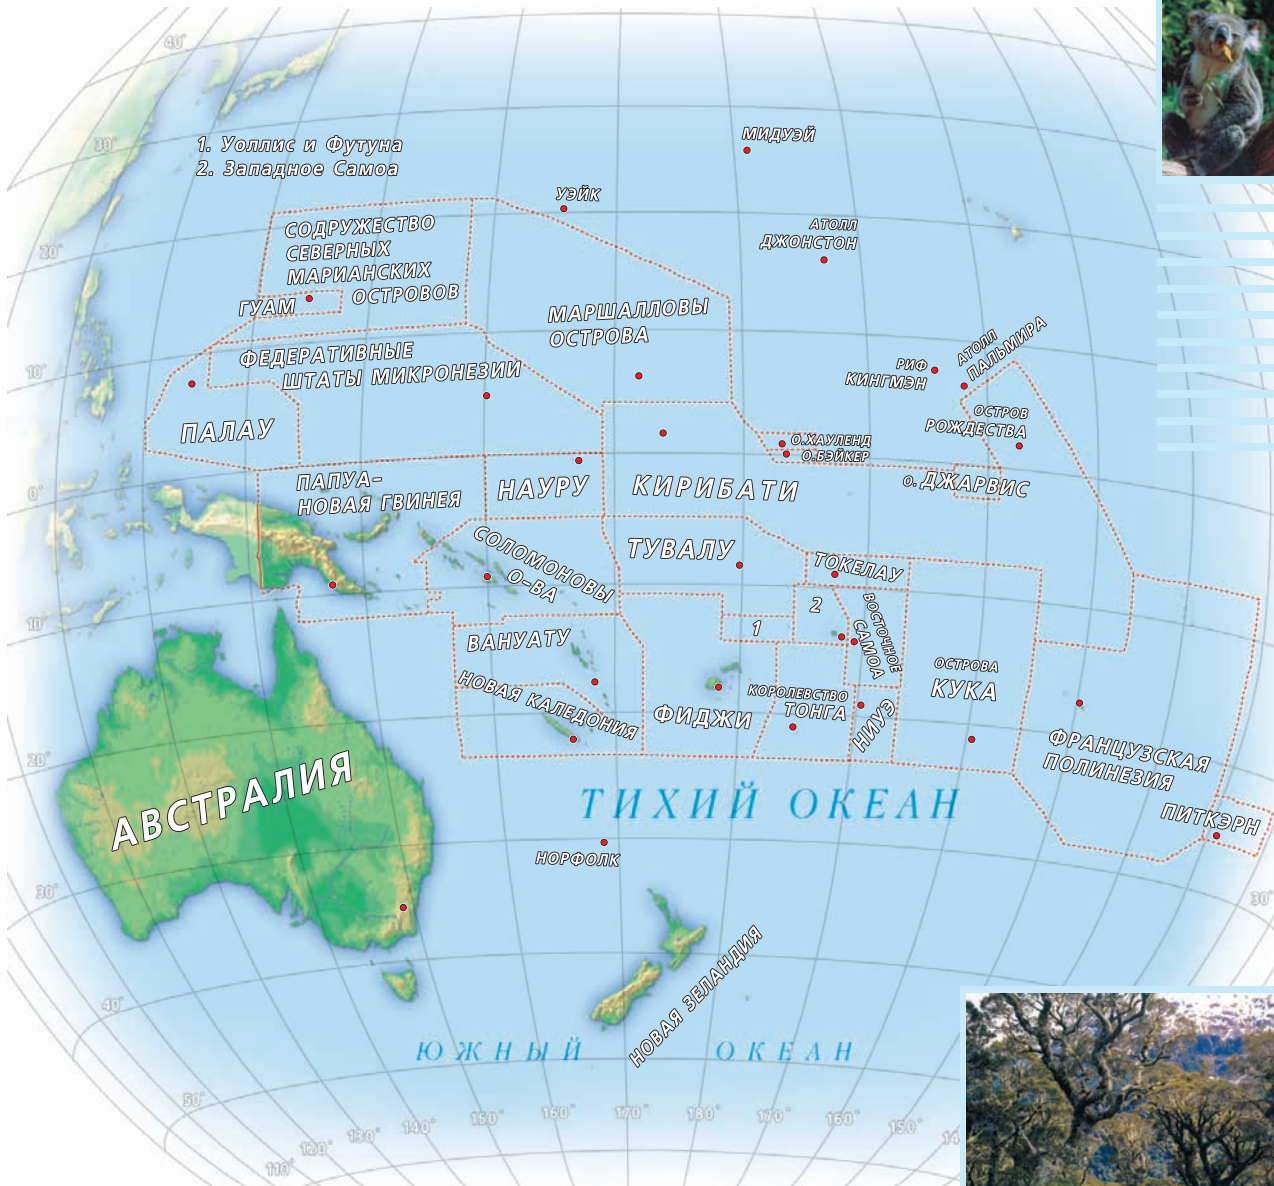 40°
30°
1. Уоллис и Футуна
2. Западное Самоа
МИДУЭЙ
УЭЙК
СОДРУЖЕСТВО
СЕВЕРНЫХ
МАРИАНСКИХ
ОСТРОВОВ
АТОЛЛ
ДЖОНСТОН
20°
ГУАМ
МАРШАЛЛОВЫ
ОСТРОВА
ФЕДЕРАТИВНЫЕ
ШТАТЫ МИКРОНЕЗИИ
РИФ
КИНГМЭН
АТОЛЛ
ПАЛЬМИРА
10°
ПАЛАУ
ОСТРОВ
РОЖДЕСТВА
О.ХАУЛЕНД
О.БЭЙКЕР
ПАПУА-
НОВАЯ ГВИНЕЯ
НАУРУ
КИРИБАТИ
О. ДЖАРВИС
0°
СОЛОМОНОВЫ
О-ВА
ТУВАЛУ
ТОКЕЛАУ
10°
1
2
ВОСТОЧНОЕ
САМОА
ВАНУАТУ
НОВАЯ КАЛЕДОНИЯ
ФИДЖИ
КОРОЛЕВСТВО
ТОНГА
НИУЭ
ОСТРОВА
КУКА
ФРАНЦУЗСКАЯ
ПОЛИНЕЗИЯ
20°
АВСТРАЛИЯ
ТИХИЙ ОКЕАН
ПИТКЭРН
НОРФОЛК
30°
30°
НОВАЯ ЗЕЛАНДИЯ
40°
ЮЖНЫЙ ОКЕАН
50°
110° 120° 130° 140° 150° 160° 170° 180° 170° 160° 150° 14